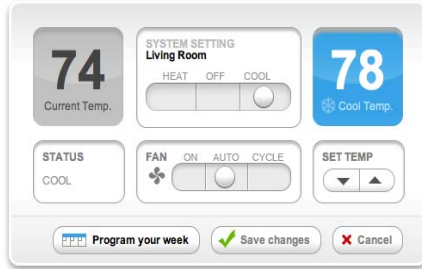 74
Current Temp.
SYSTEM SETTING
Living Room
HEAT OFF COOL
78
Cool Temp.
STATUS
COOL
FAN ON AUTO CYCLE
SET TEMP
Program your week
Save changes
Cancel